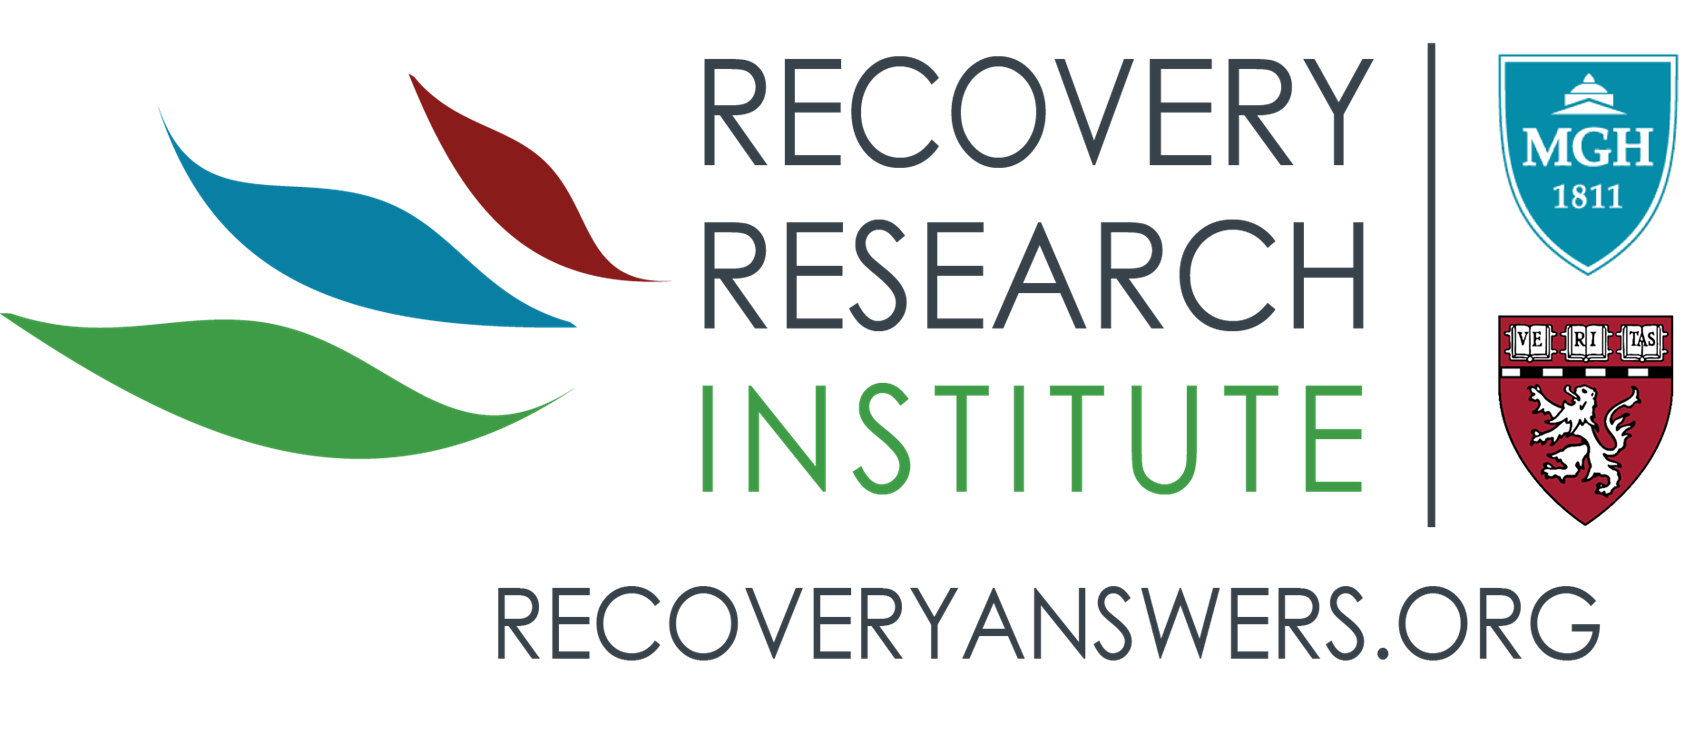 RECOVERY
RESEARCH
INSTITUTE
MGH
1811
VE RI TAS
RECOVERYANSWERS.ORG